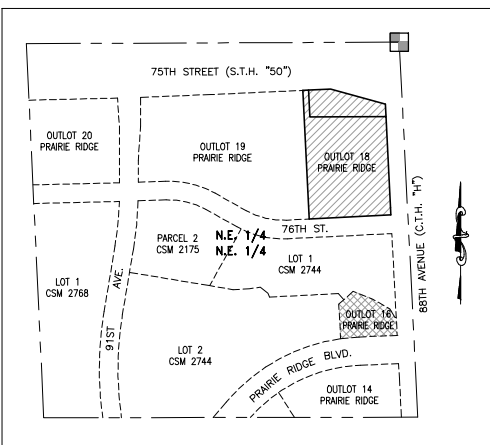 75TH STREET (S.T.H. "50")
OUTLOT 20
PRAIRIE RIDGE
OUTLOT 19
PRAIRIE RIDGE
OUTLOT 18
PRAIRIE RIDGE
88TH AVENUE (C.T.H. "H")
76TH ST.
PARCEL 2
CSM 2175
N.E. 1/4
N.E. 1/4
LOT 1
CSM 2744
LOT 1
CSM 2768
91ST AVE.
OUTLOT 16
PRAIRIE RIDGE
LOT 2
CSM 2744
PRAIRIE RIDGE BLVD.
OUTLOT 14
PRAIRIE RIDGE